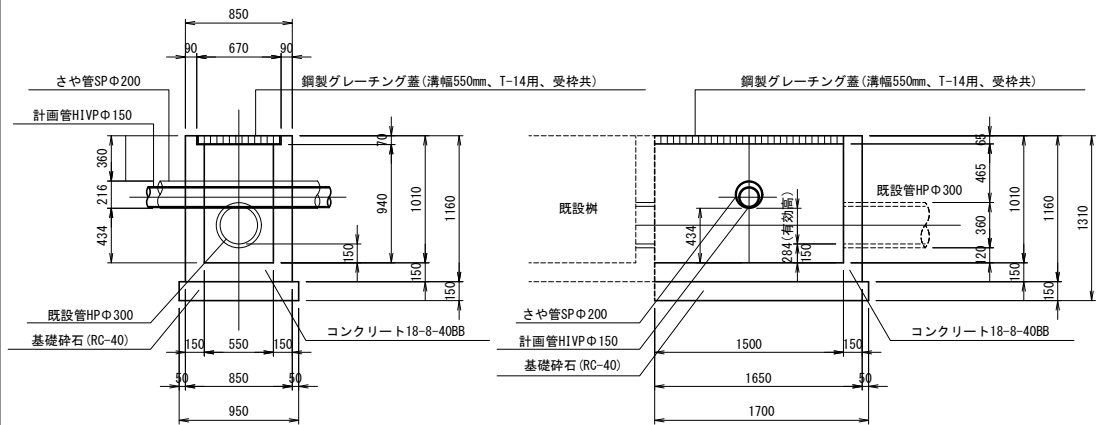 850
90 670 90
さや管SPΦ200
鋼製グレーチング蓋(溝幅550mm、T-14用、受枠共)
計画管HIVPΦ150
360
216
434
70
940
1010
1160
150
150
150
既設管HPΦ300
基礎砕石(RC-40)
コンクリート18-8-40BB
150 550 150
50 850 50
950
鋼製グレーチング蓋(溝幅550mm、T-14用、受枠共)
既設桝
既設管HPΦ300
434
284(有効高)
150
65
465
360
120
1010
150
1160
150
1310
さや管SPΦ200
計画管HIVPΦ150
基礎砕石(RC-40)
コンクリート18-8-40BB
1500 150
1650 50
1700